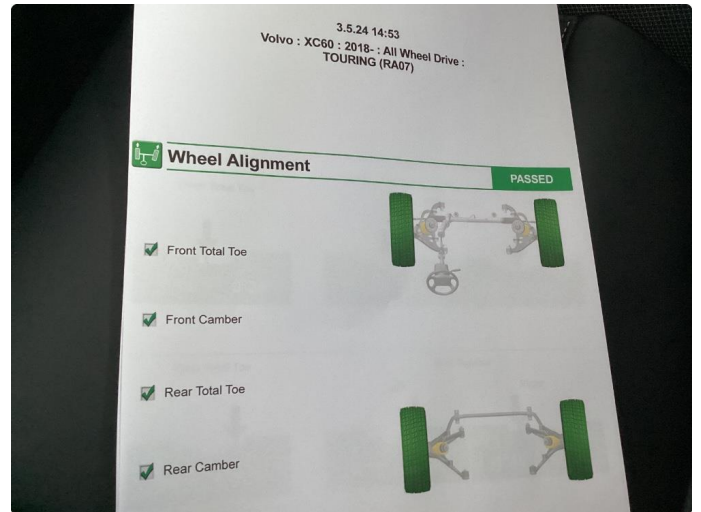 3.5.24 14:53
Volvo : XC60 : 2018- : All Wheel Drive :
TOURING (RA07)
Wheel Alignment
PASSED
Front Total Toe
Front Camber
Rear Total Toe
Rear Camber